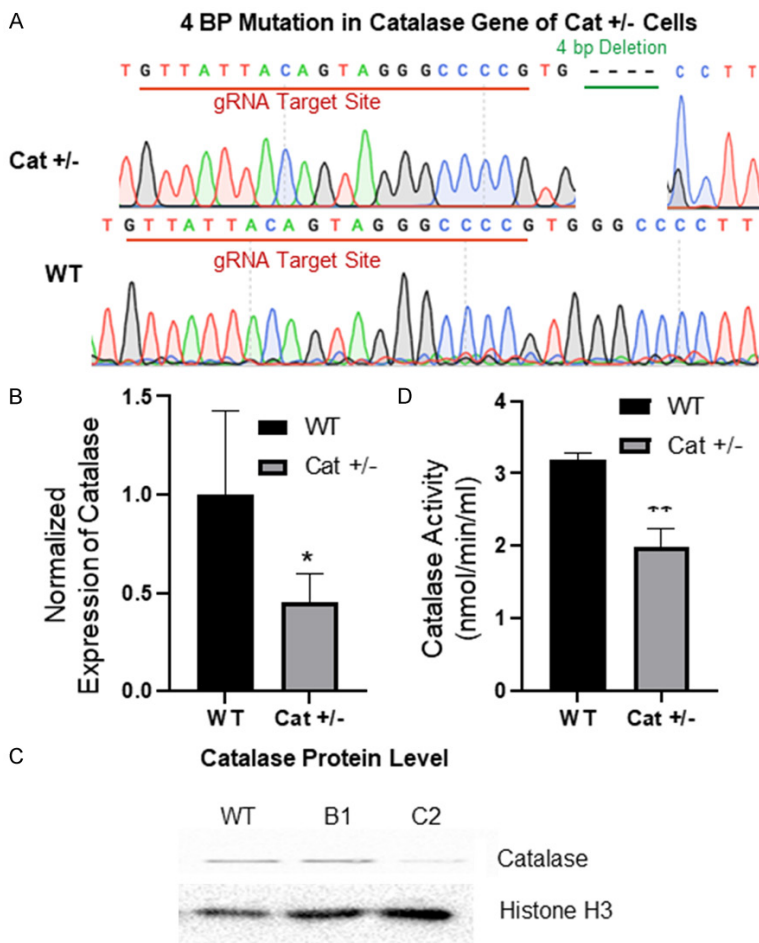 A
4 BP Mutation in Catalase Gene of Cat +/- Cells
4 bp Deletion
T G T T A T T A C A G T A G G G C C C C G T G - - - - C C T T
gRNA Target Site
Cat +/-
T G T T A T T A C A G T A G G G C C C C G T G G G C C C C T T
gRNA Target Site
WT
B
1.5
1.0
0.5
0.0
Normalized
Expression of Catalase
WT
Cat +/-
*
WT
Cat +/-
D
4
3
2
1
0
Catalase Activity
(nmol/min/ml)
WT
Cat +/-
**
WT
Cat +/-
C
Catalase Protein Level
WT B1 C2
Catalase
Histone H3